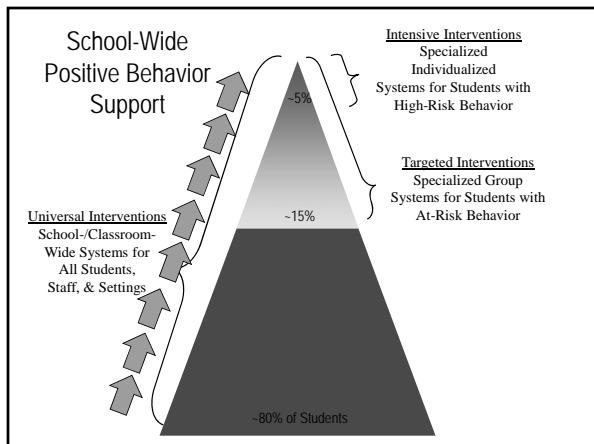 School-Wide
Positive Behavior
Support
Intensive Interventions
Specialized
Individualized
Systems for Students with
High-Risk Behavior
~5%
Targeted Interventions
Specialized Group
Systems for Students with
At-Risk Behavior
~15%
Universal Interventions
School-/Classroom-
Wide Systems for
All Students,
Staff, & Settings
~80% of Students